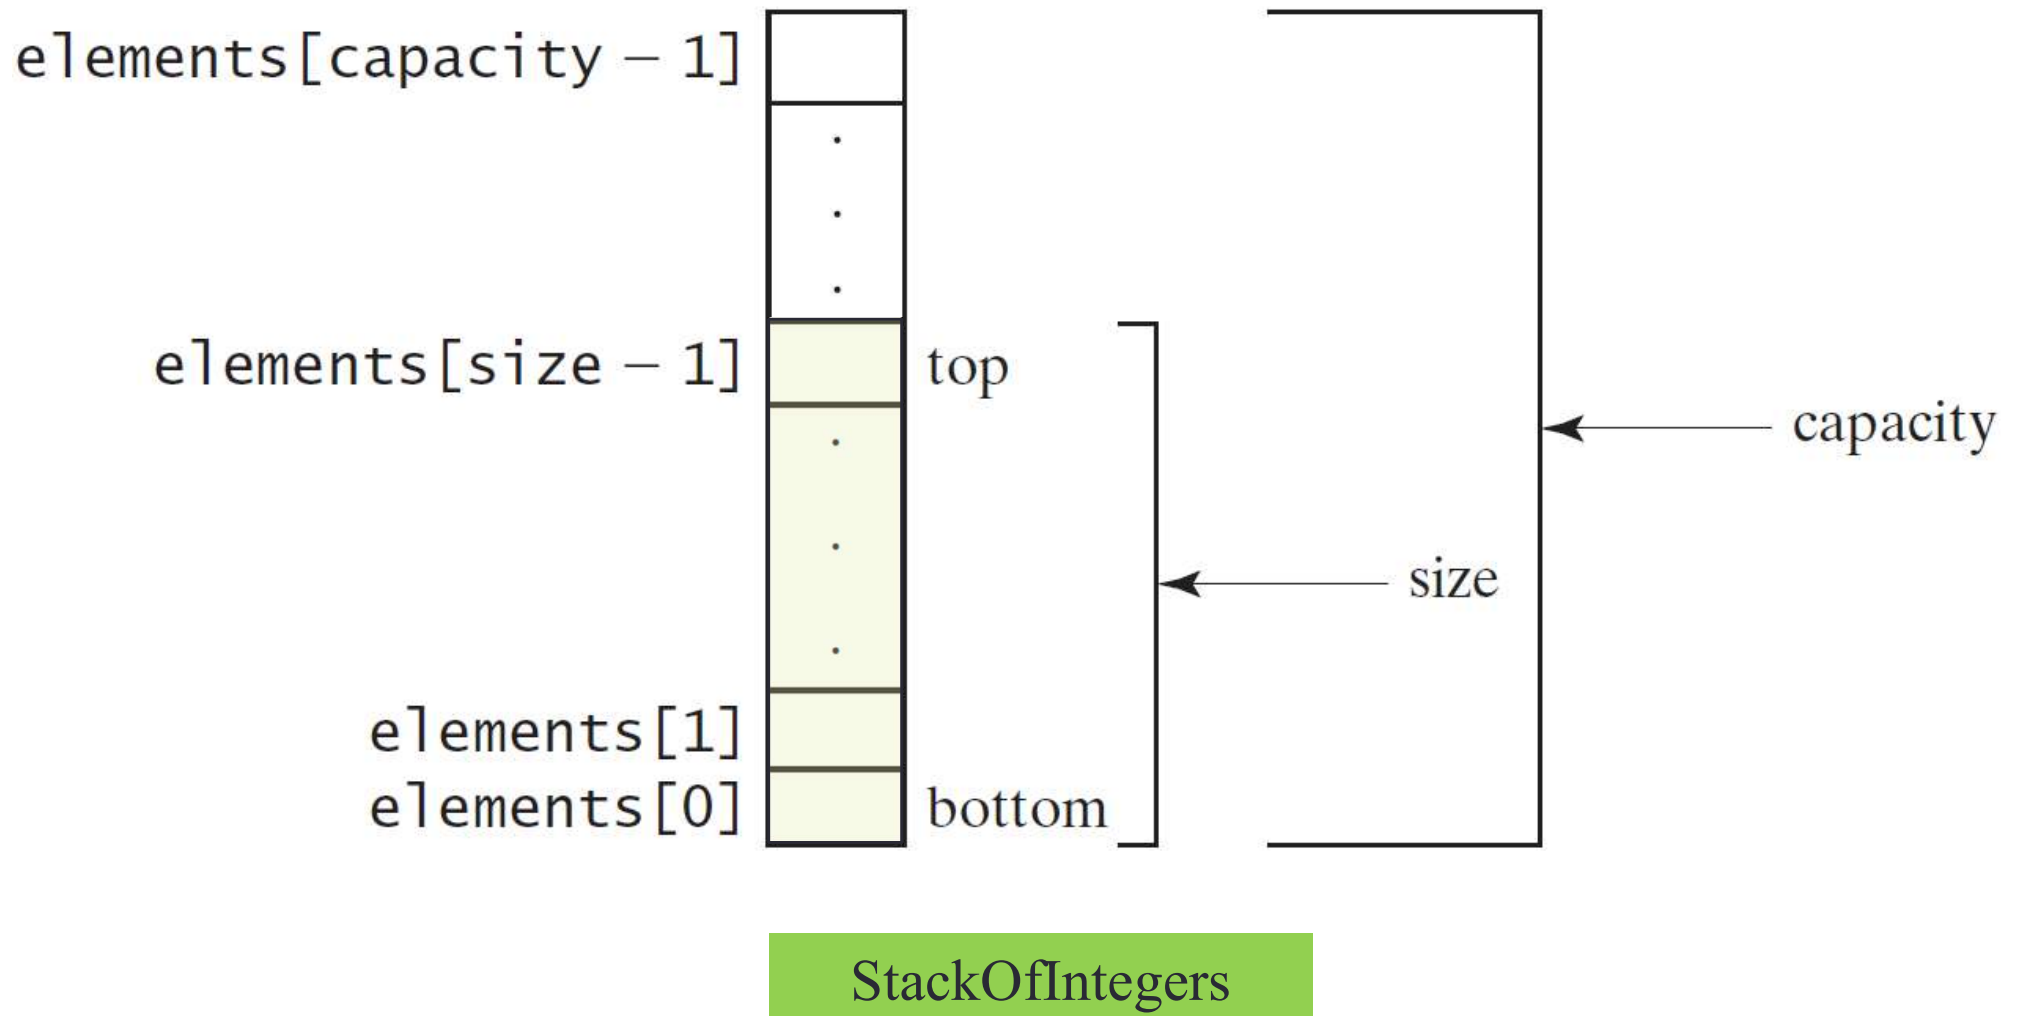 elements[capacity – 1]
elements[size – 1]
top
capacity
size
elements[1]
elements[0]
bottom
StackOfIntegers